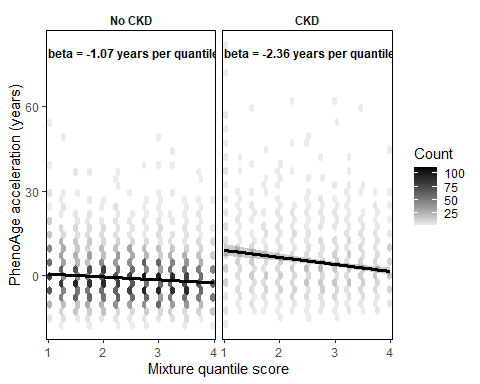 No CKD
CKD
beta = -1.07 years per quantile
beta = -2.36 years per quantile
PhenoAge acceleration (years)
60
30
0
1
2
3
4
1
2
3
4
Mixture quantile score
Count
100
75
50
25